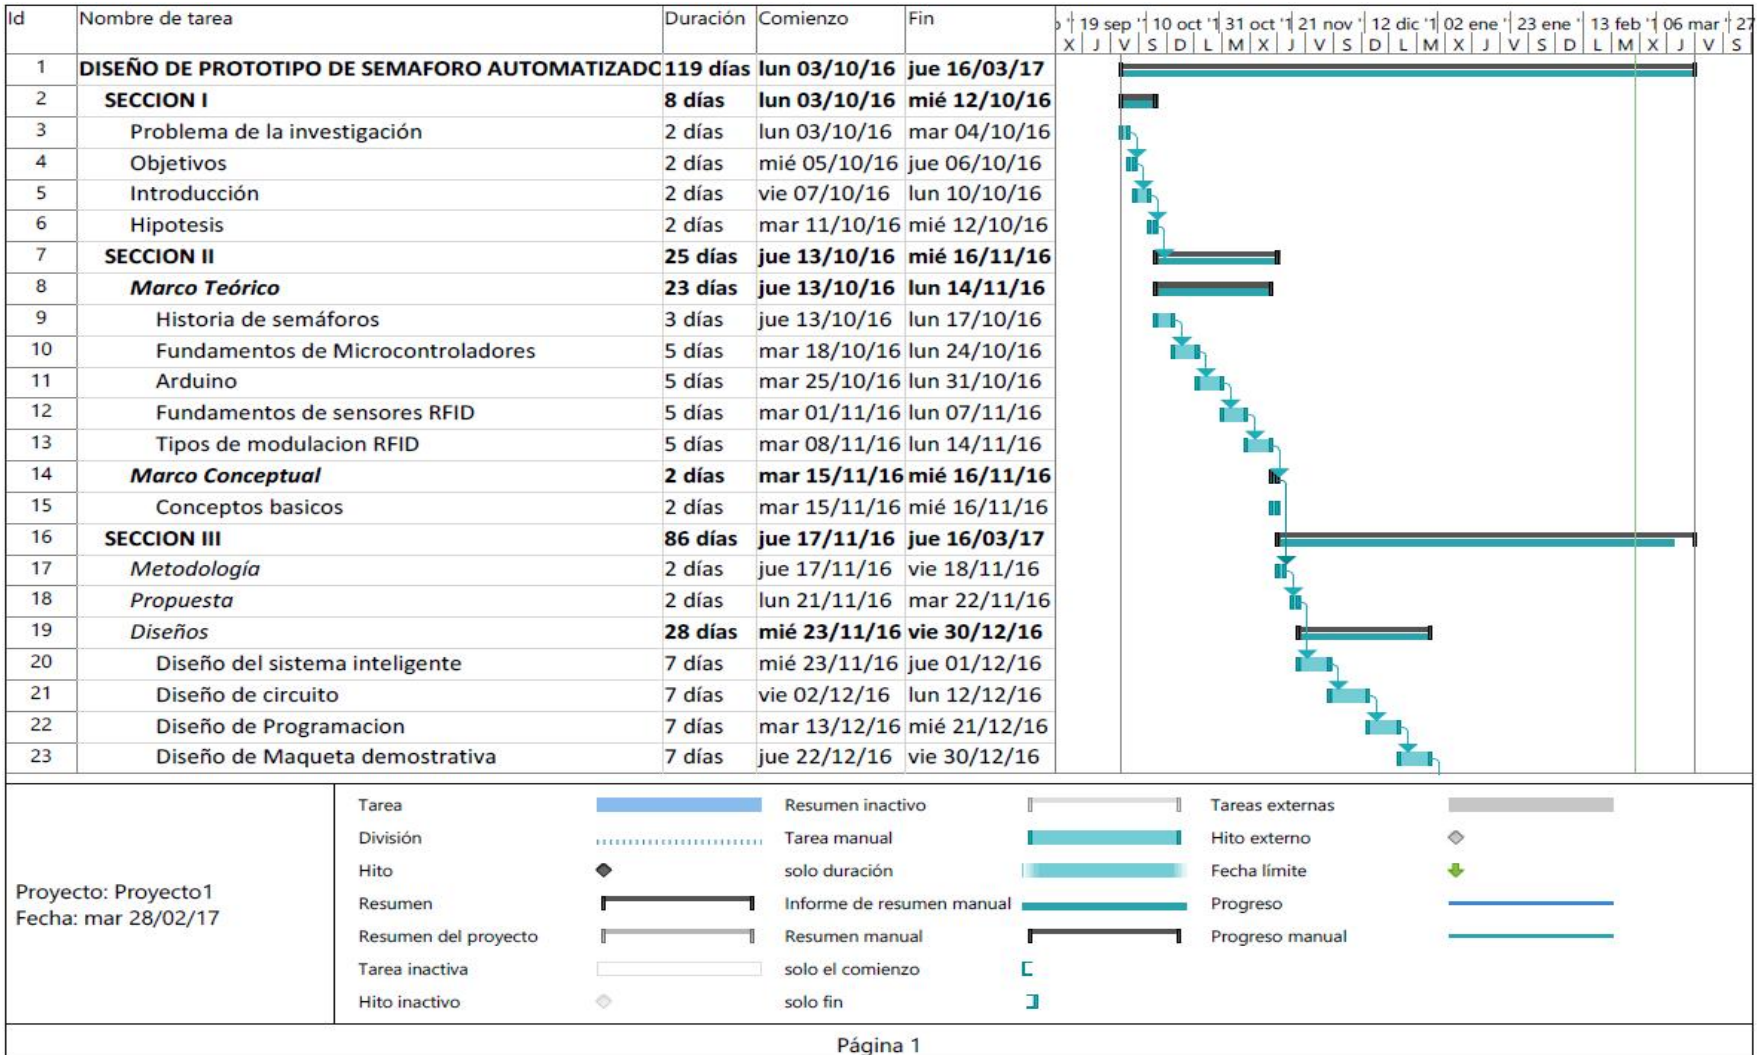 Id Nombre de tarea Duración Comienzo Fin
19 sep '1 10 oct '1 31 oct '1 21 nov ' 12 dic '1 02 ene ' 23 ene ' 13 feb '1 06 mar ' 27
X J V S D L M X J V S D L M X J V S D L M X J V S
1 DISEÑO DE PROTOTIPO DE SEMAFORO AUTOMATIZADO 119 días lun 03/10/16 jue 16/03/17
2 SECCION I 8 días lun 03/10/16 mié 12/10/16
3 Problema de la investigación 2 días lun 03/10/16 mar 04/10/16
4 Objetivos 2 días mié 05/10/16 jue 06/10/16
5 Introducción 2 días vie 07/10/16 lun 10/10/16
6 Hipotesis 2 días mar 11/10/16 mié 12/10/16
7 SECCION II 25 días jue 13/10/16 mié 16/11/16
8 Marco Teórico 23 días jue 13/10/16 lun 14/11/16
9 Historia de semáforos 3 días jue 13/10/16 lun 17/10/16
10 Fundamentos de Microcontroladores 5 días mar 18/10/16 lun 24/10/16
11 Arduino 5 días mar 25/10/16 lun 31/10/16
12 Fundamentos de sensores RFID 5 días mar 01/11/16 lun 07/11/16
13 Tipos de modulacion RFID 5 días mar 08/11/16 lun 14/11/16
14 Marco Conceptual 2 días mar 15/11/16 mié 16/11/16
15 Conceptos basicos 2 días mar 15/11/16 mié 16/11/16
16 SECCION III 86 días jue 17/11/16 jue 16/03/17
17 Metodología 2 días jue 17/11/16 vie 18/11/16
18 Propuesta 2 días lun 21/11/16 mar 22/11/16
19 Diseños 28 días mié 23/11/16 vie 30/12/16
20 Diseño del sistema inteligente 7 días mié 23/11/16 jue 01/12/16
21 Diseño de circuito 7 días vie 02/12/16 lun 12/12/16
22 Diseño de Programacion 7 días mar 13/12/16 mié 21/12/16
23 Diseño de Maqueta demostrativa 7 días jue 22/12/16 vie 30/12/16
Proyecto: Proyecto1
Fecha: mar 28/02/17
Tarea
División
Hito
Resumen
Resumen del proyecto
Tarea inactiva
Hito inactivo
Resumen inactivo
Tarea manual
solo duración
Informe de resumen manual
Resumen manual
solo el comienzo
solo fin
Tareas externas
Hito externo
Fecha límite
Progreso
Progreso manual
Página 1